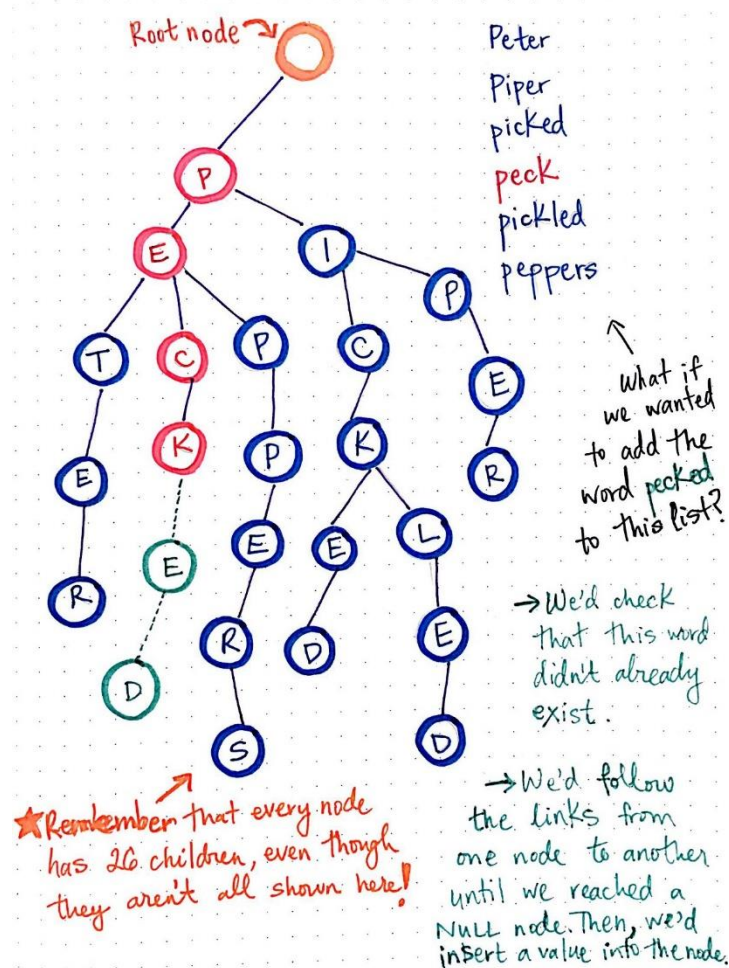 Root node
Peter
Piper
picked
peck
pickled
peppers
P
E
I
P
T
C
P
C
E
E
K
P
K
R
E
E
E
L
R
R
D
E
D
S
D
What if
we wanted
to add the
word pecked
to this list?
→We'd check
that this word
didn't already
exist.
→We'd follow
the links from
one node to another
until we reached a
NULL node. Then, we'd
insert a value into the node.
★Remember that every node
has 26 children, even though
they aren't all shown here!